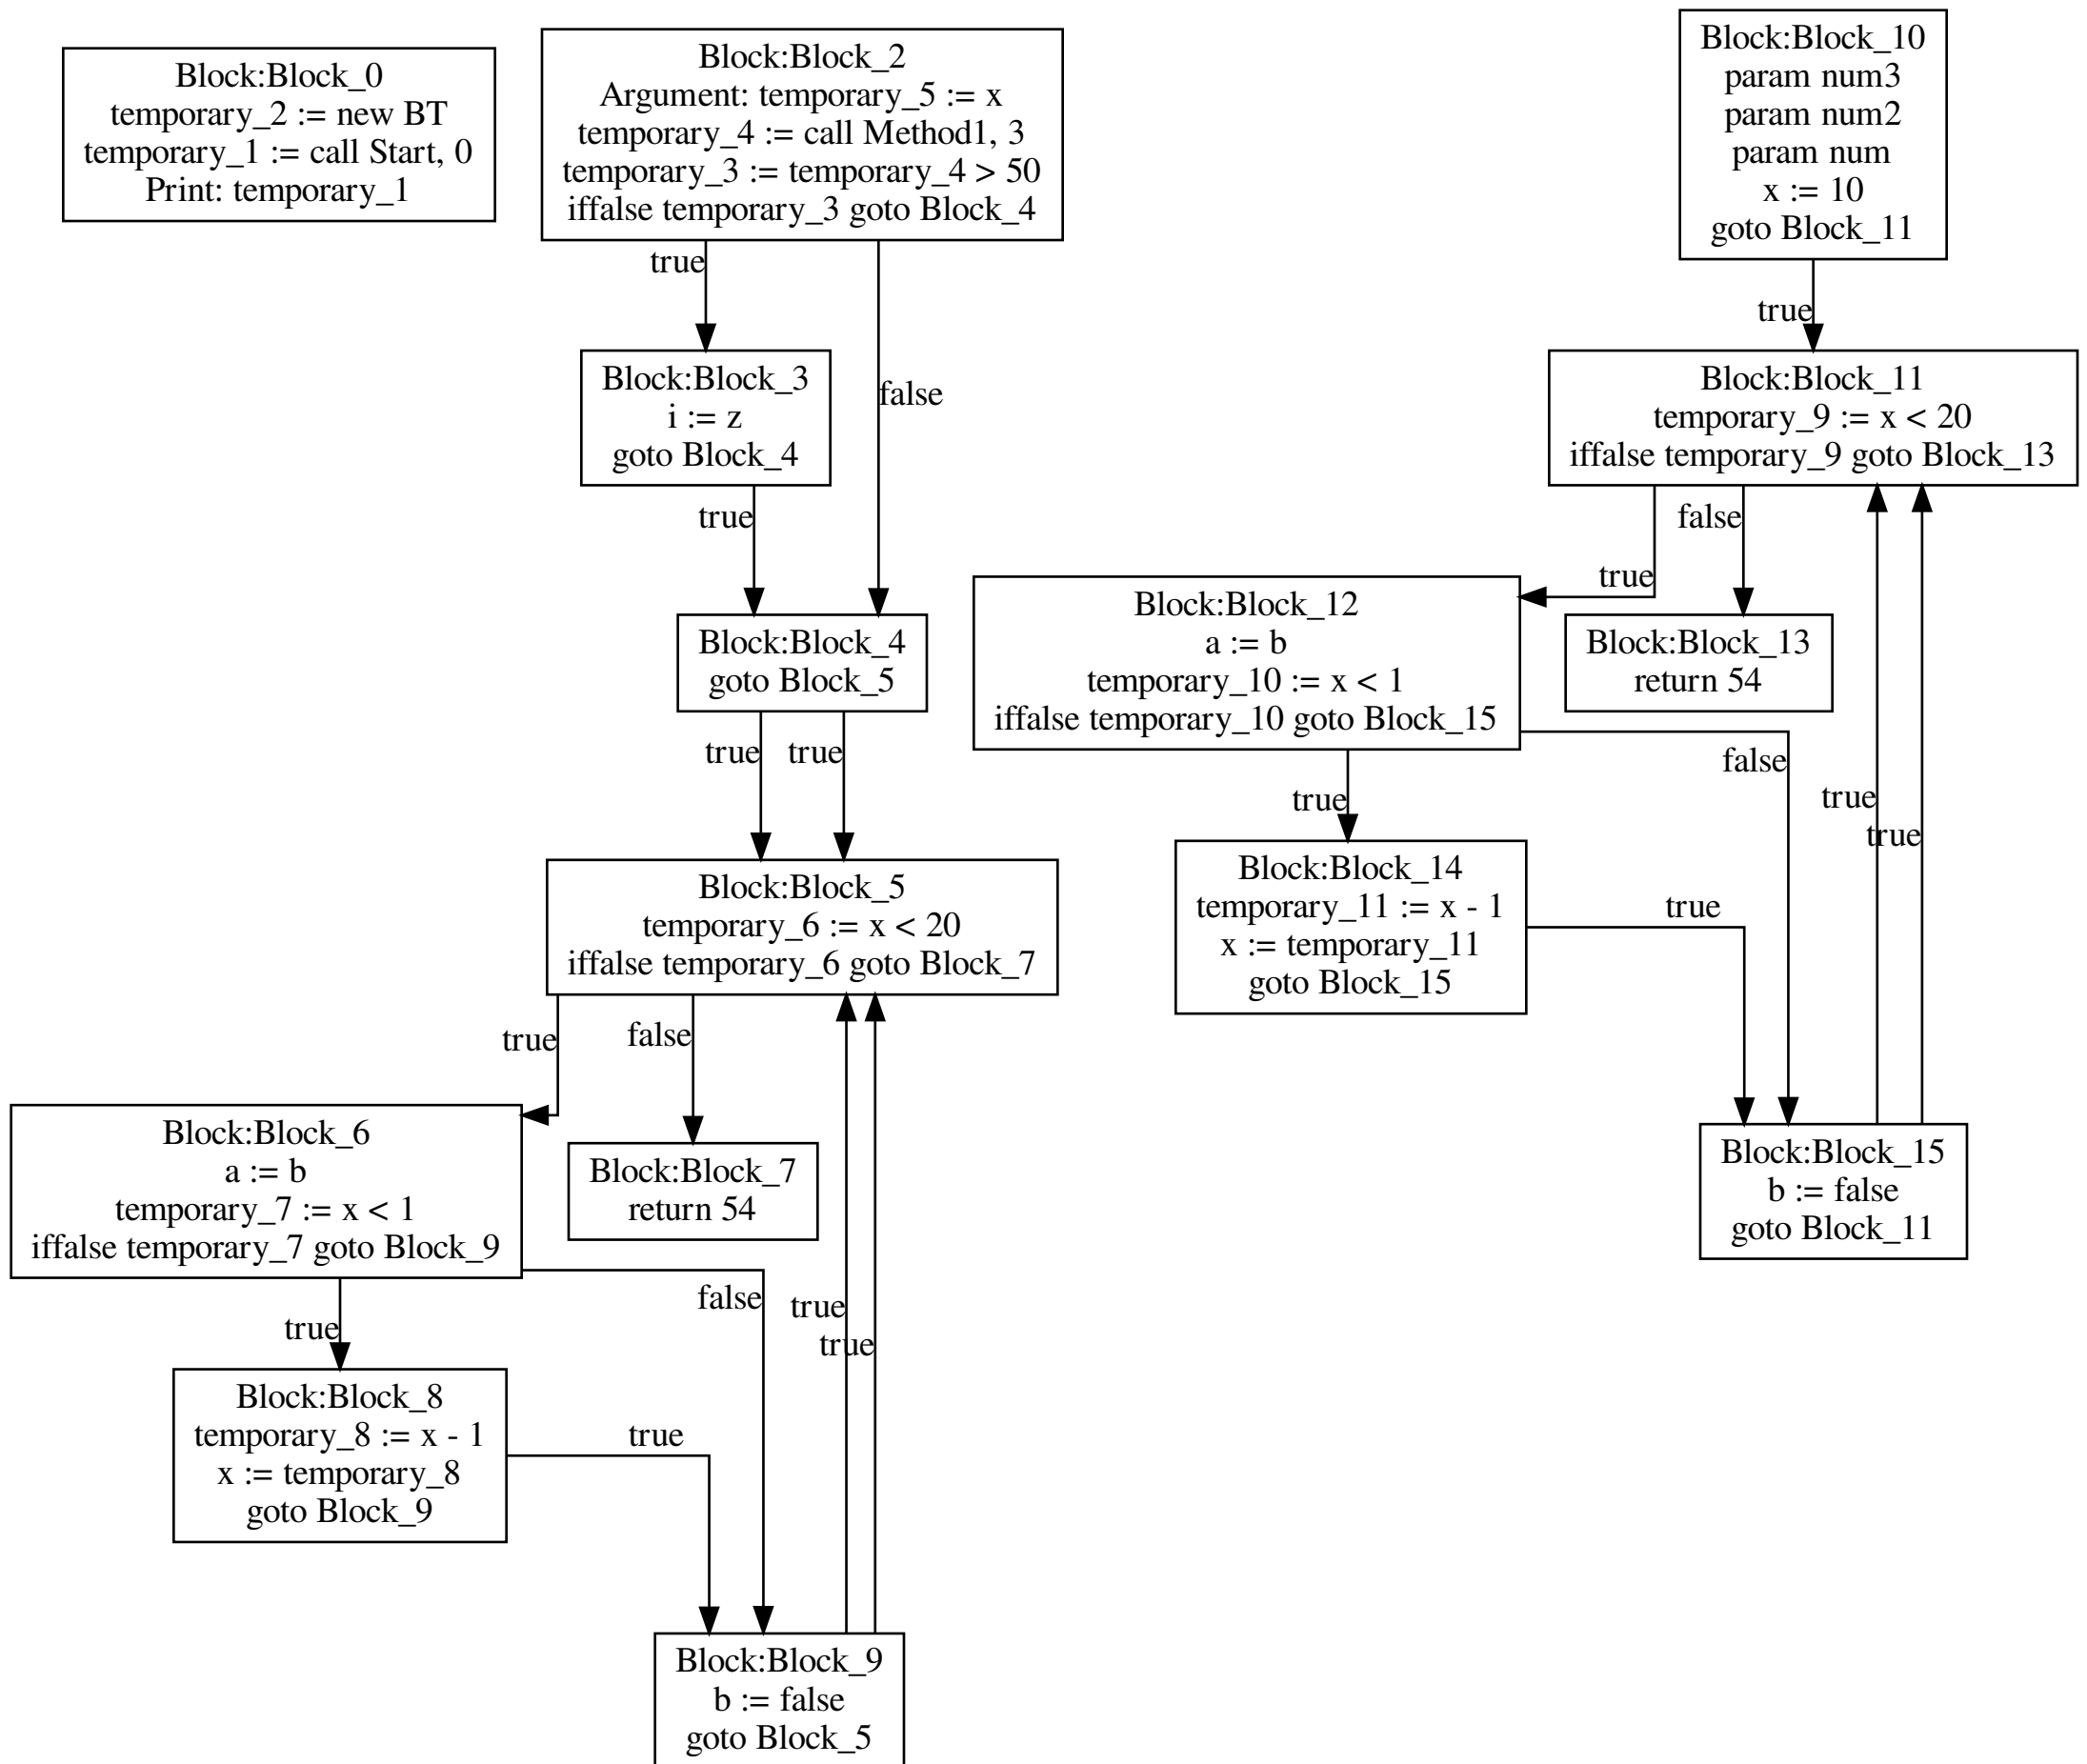 Block:Block_0
temporary_2 := new BT
temporary_1 := call Start, 0
Print: temporary_1
Block:Block_2
Argument: temporary_5 := x
temporary_4 := call Method1, 3
temporary_3 := temporary_4 > 50
iffalse temporary_3 goto Block_4
true
false
Block:Block_3
i := z
goto Block_4
true
Block:Block_4
goto Block_5
true
true
Block:Block_5
temporary_6 := x < 20
iffalse temporary_6 goto Block_7
true
false
Block:Block_6
a := b
temporary_7 := x < 1
iffalse temporary_7 goto Block_9
Block:Block_7
return 54
true
false
true
true
Block:Block_8
temporary_8 := x - 1
x := temporary_8
goto Block_9
true
Block:Block_9
b := false
goto Block_5
Block:Block_10
param num3
param num2
param num
x := 10
goto Block_11
true
Block:Block_11
temporary_9 := x < 20
iffalse temporary_9 goto Block_13
true
false
Block:Block_12
a := b
temporary_10 := x < 1
iffalse temporary_10 goto Block_15
Block:Block_13
return 54
true
false
true
true
Block:Block_14
temporary_11 := x - 1
x := temporary_11
goto Block_15
true
Block:Block_15
b := false
goto Block_11